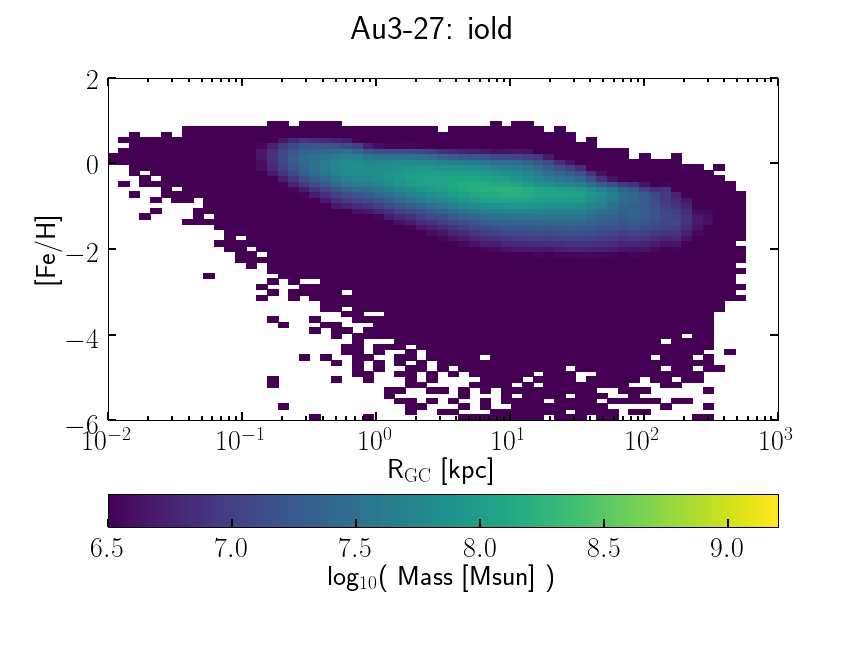 Au3-27: iold
2
0
−2
−4
−6
[Fe/H]
10⁻² 10⁻¹ 10⁰ 10¹ 10² 10³
R_GC [kpc]
6.5 7.0 7.5 8.0 8.5 9.0
log₁₀( Mass [Msun] )